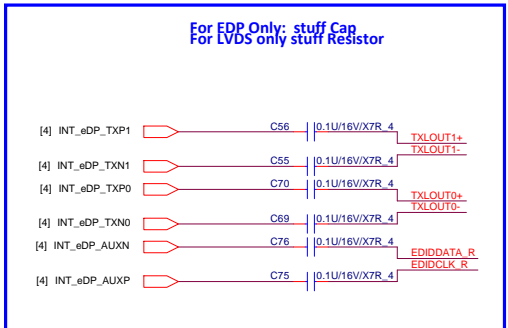 For EDP Only: stuff Cap
For LVDS only stuff Resistor
[4] INT_eDP_TXP1 C56 0.1U/16V/X7R_4
TXLOUT1+
TXLOUT1-
[4] INT_eDP_TXN1 C55 0.1U/16V/X7R_4
[4] INT_eDP_TXP0 C70 0.1U/16V/X7R_4
TXLOUT0+
TXLOUT0-
[4] INT_eDP_TXN0 C69 0.1U/16V/X7R_4
[4] INT_eDP_AUXN C76 0.1U/16V/X7R_4
EDIDDATA_R
EDIDCLK_R
[4] INT_eDP_AUXP C75 0.1U/16V/X7R_4